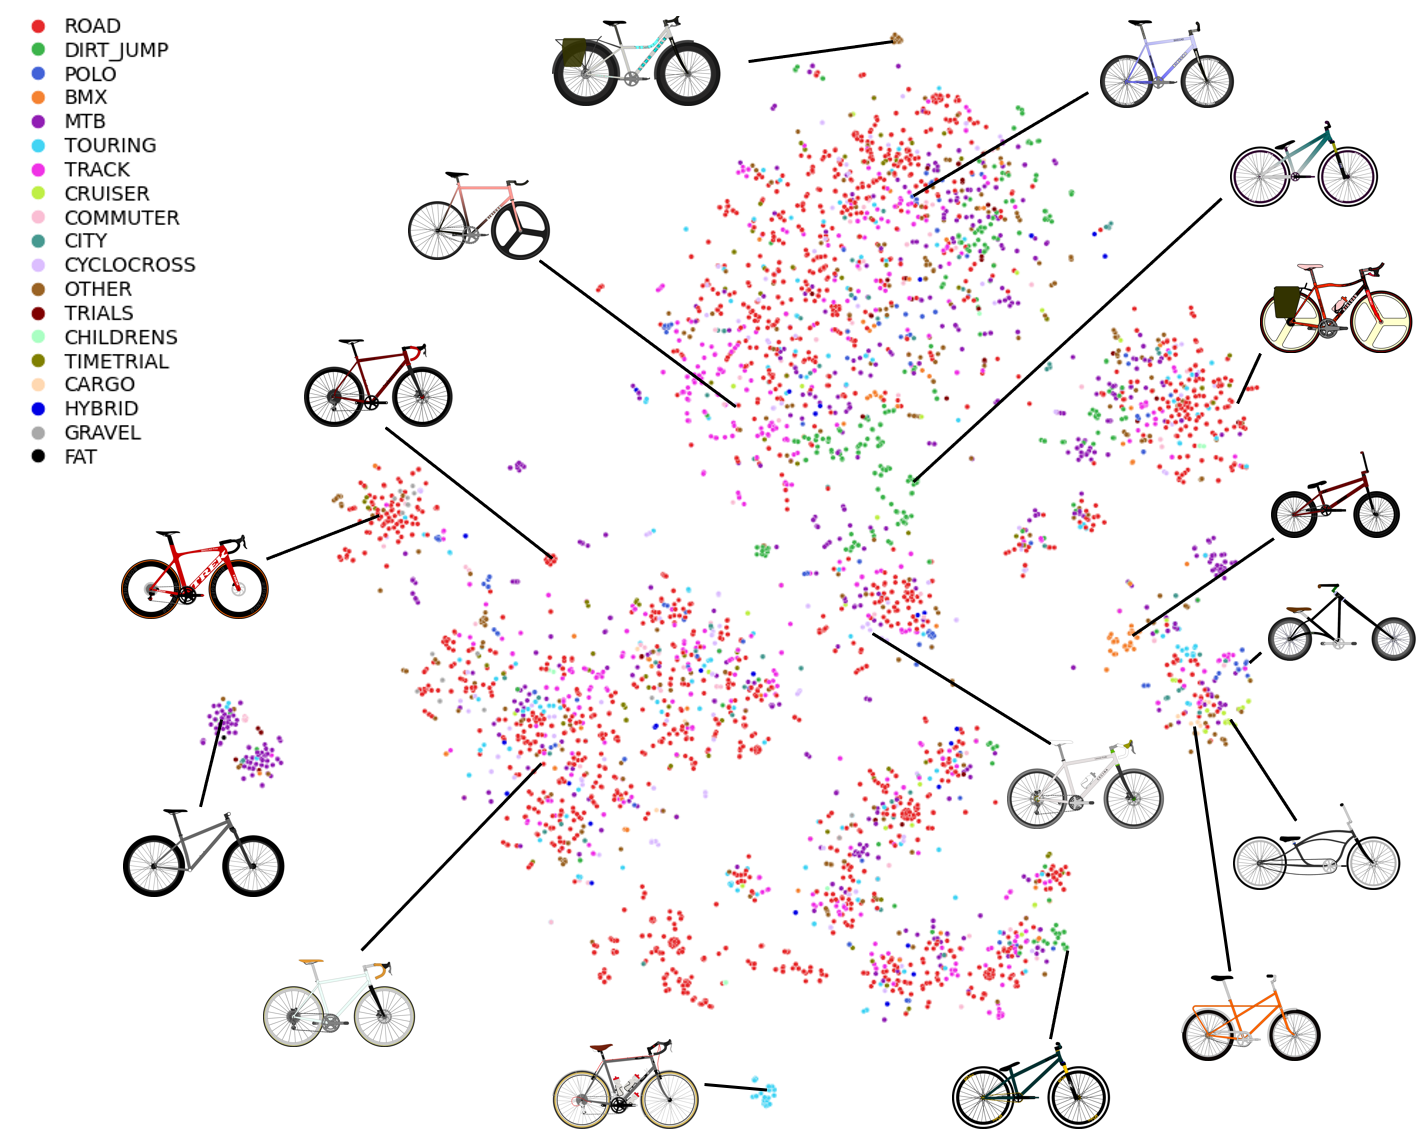 ROAD
DIRT_JUMP
POLO
BMX
MTB
TOURING
TRACK
CRUISER
COMMUTER
CITY
CYCLOCROSS
OTHER
TRIALS
CHILDRENS
TIMETRIAL
CARGO
HYBRID
GRAVEL
FAT
TREK